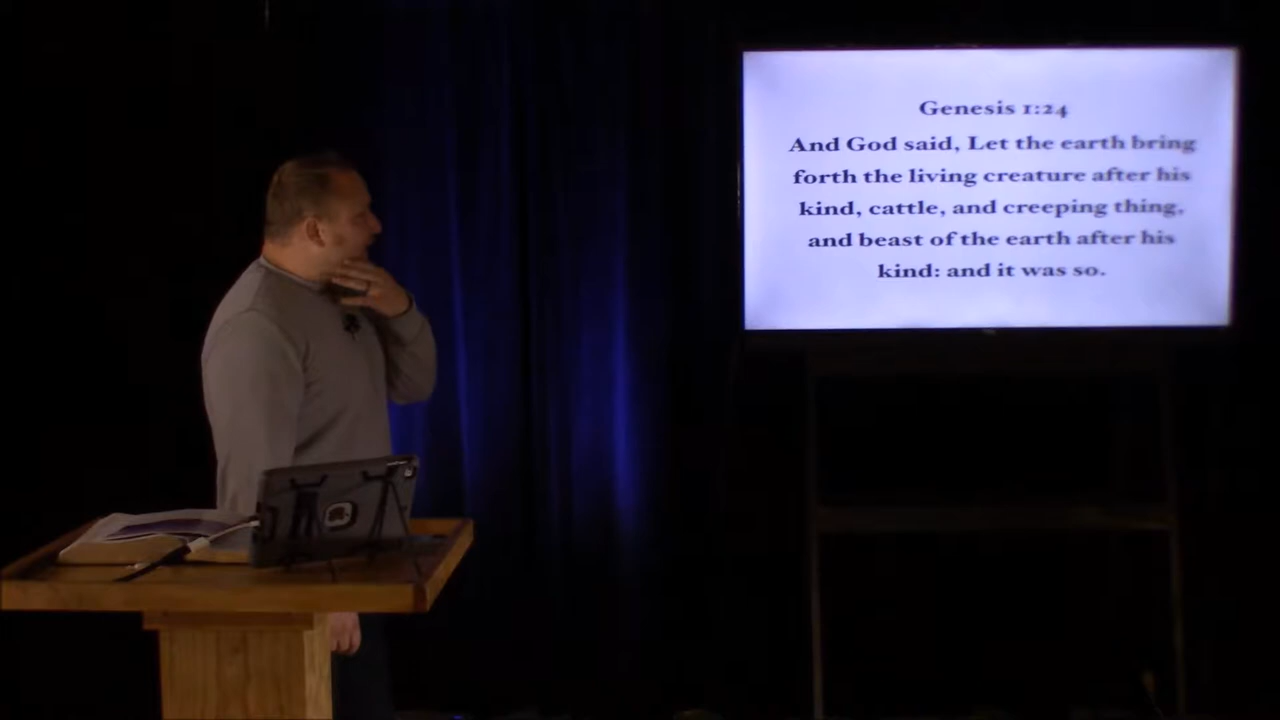 Genesis 1:24
And God said, Let the earth bring
forth the living creature after his
kind, cattle, and creeping thing,
and beast of the earth after his
kind: and it was so.